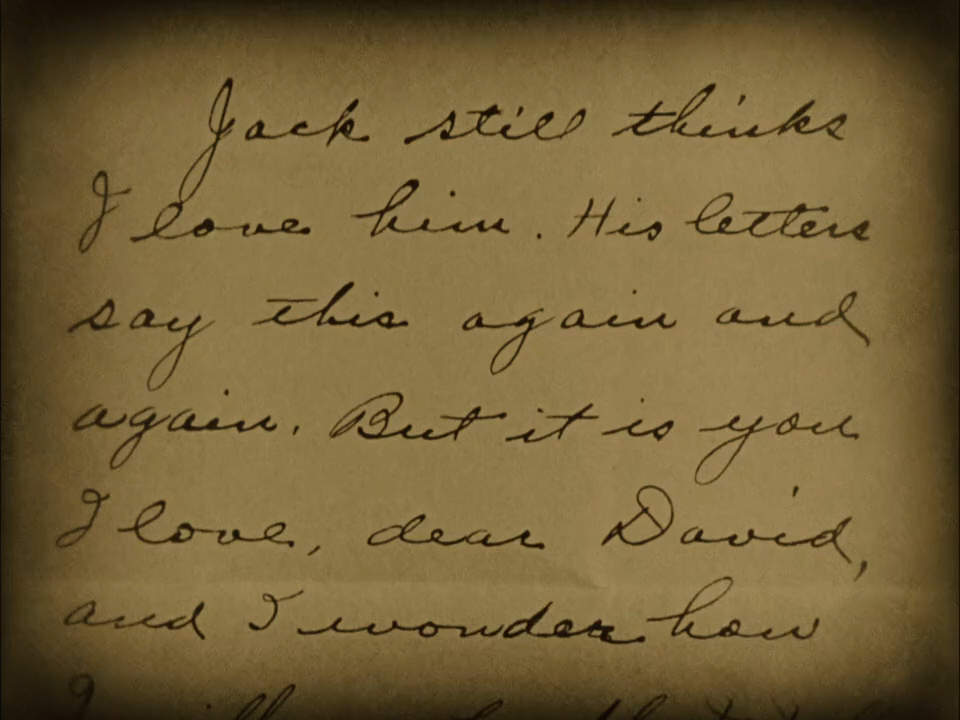 Jack still thinks
I love him. His letters
say this again and
again. But it is you
I love, dear David,
and I wonder how